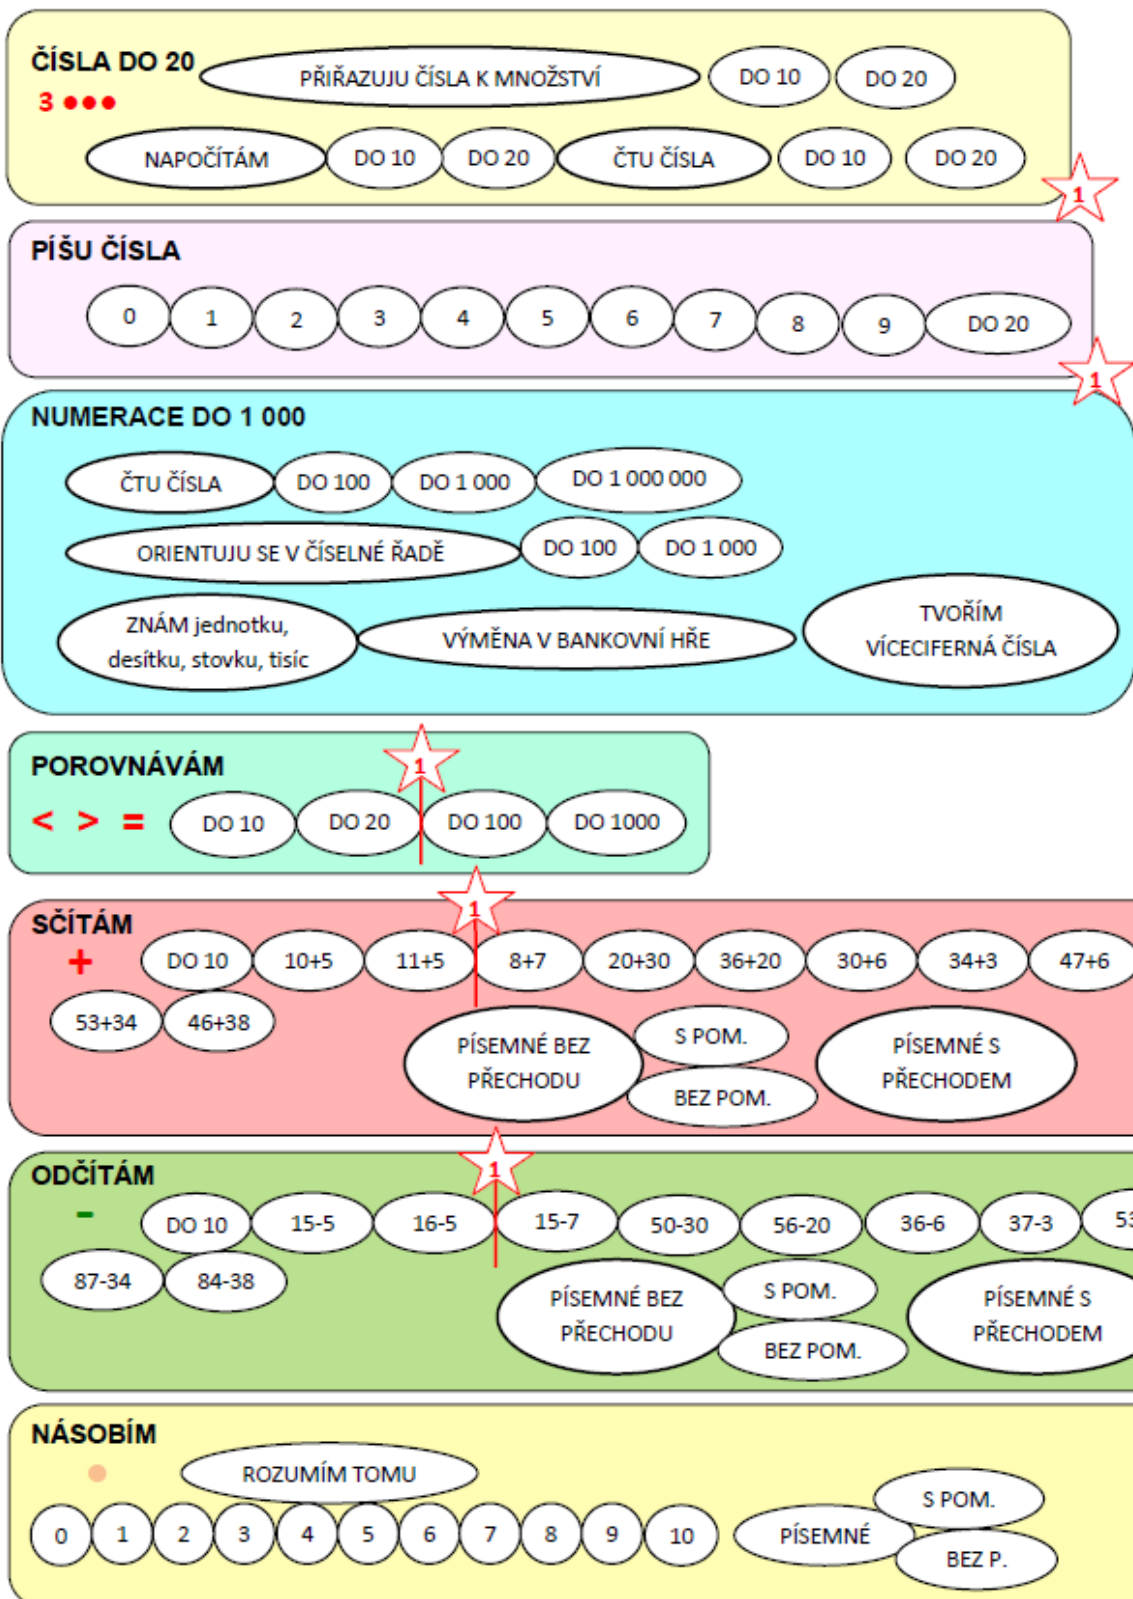 ČÍSLA DO 20
PŘIŘAZUJU ČÍSLA K MNOŽSTVÍ DO 10 DO 20
3
NAPOČÍTÁM DO 10 DO 20 ČTU ČÍSLA DO 10 DO 20
1
PÍŠU ČÍSLA
0 1 2 3 4 5 6 7 8 9 DO 20
1
NUMERACE DO 1 000
ČTU ČÍSLA DO 100 DO 1 000 DO 1 000 000
ORIENTUJU SE V ČÍSELNÉ ŘADĚ DO 100 DO 1 000
ZNÁM jednotku,
desítku, stovku, tisíc
VÝMĚNA V BANKOVNÍ HŘE
TVOŘÍM
VÍCECIFERNÁ ČÍSLA
POROVNÁVÁM
1
< > = DO 10 DO 20 DO 100 DO 1000
SČÍTÁM
1
+ DO 10 10+5 11+5 8+7 20+30 36+20 30+6 34+3 47+6
53+34 46+38
PÍSEMNÉ BEZ
PŘECHODU
S POM.
BEZ POM.
PÍSEMNÉ S
PŘECHODEM
ODČÍTÁM
1
- DO 10 15-5 16-5 15-7 50-30 56-20 36-6 37-3 53
87-34 84-38
PÍSEMNÉ BEZ
PŘECHODU
S POM.
BEZ POM.
PÍSEMNÉ S
PŘECHODEM
NÁSOBÍM
ROZUMÍM TOMU
0 1 2 3 4 5 6 7 8 9 10
PÍSEMNÉ
S POM.
BEZ P.